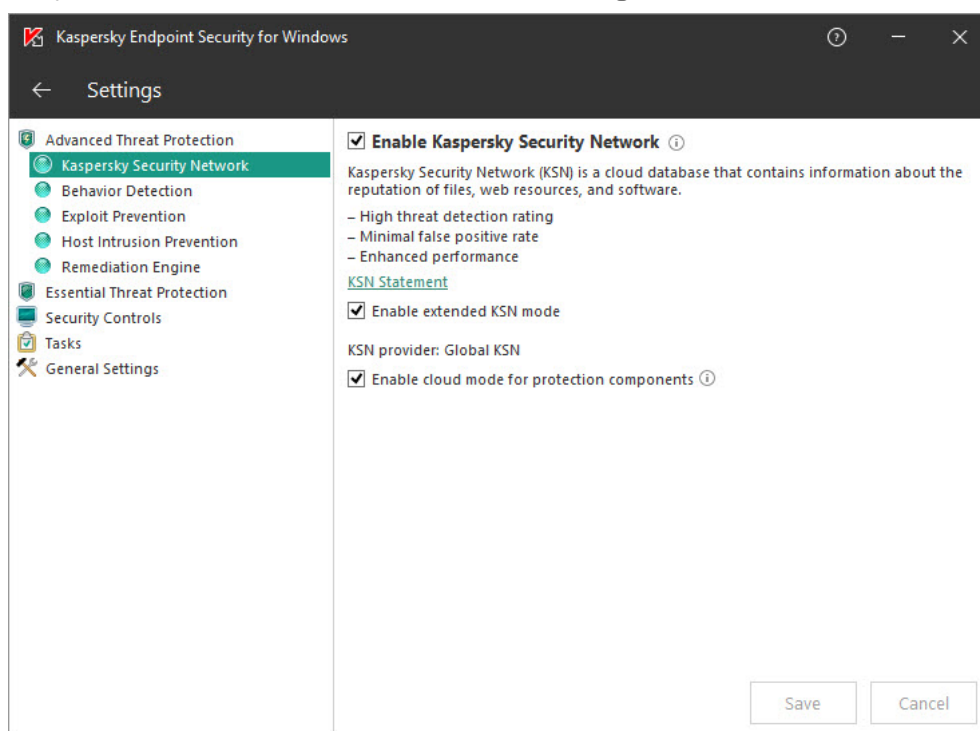 Kaspersky Endpoint Security for Windows
Settings
Advanced Threat Protection
Kaspersky Security Network
Behavior Detection
Exploit Prevention
Host Intrusion Prevention
Remediation Engine
Essential Threat Protection
Security Controls
Tasks
General Settings
Enable Kaspersky Security Network
Kaspersky Security Network (KSN) is a cloud database that contains information about the
reputation of files, web resources, and software.
– High threat detection rating
– Minimal false positive rate
– Enhanced performance
KSN Statement
Enable extended KSN mode
KSN provider: Global KSN
Enable cloud mode for protection components
Save
Cancel